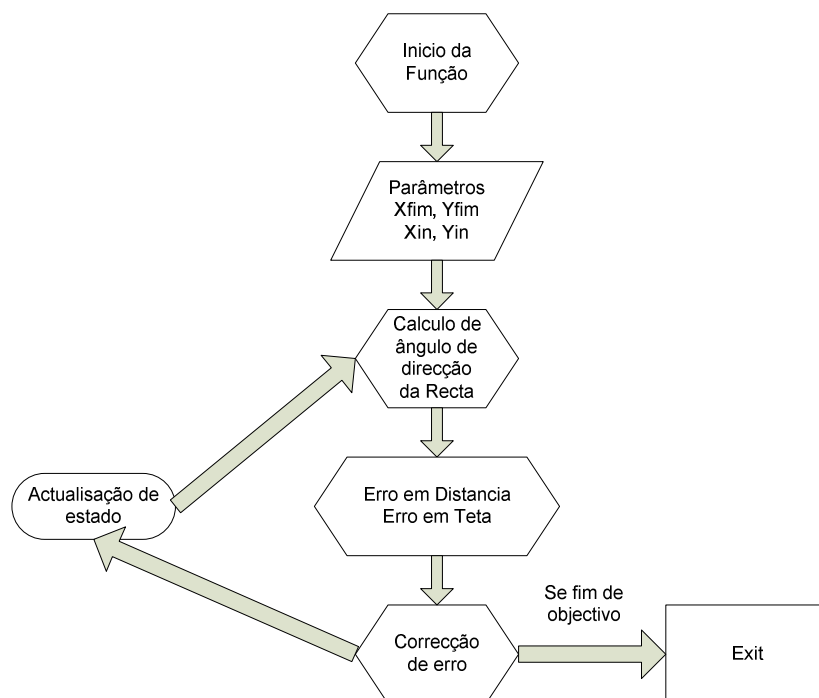 Inicio da
Função
Parâmetros
Xfim, Yfim
Xin, Yin
Calculo de
ângulo de
direcção
da Recta
Actualisação de
estado
Erro em Distancia
Erro em Teta
Se fim de
objectivo
Correcção
de erro
Exit